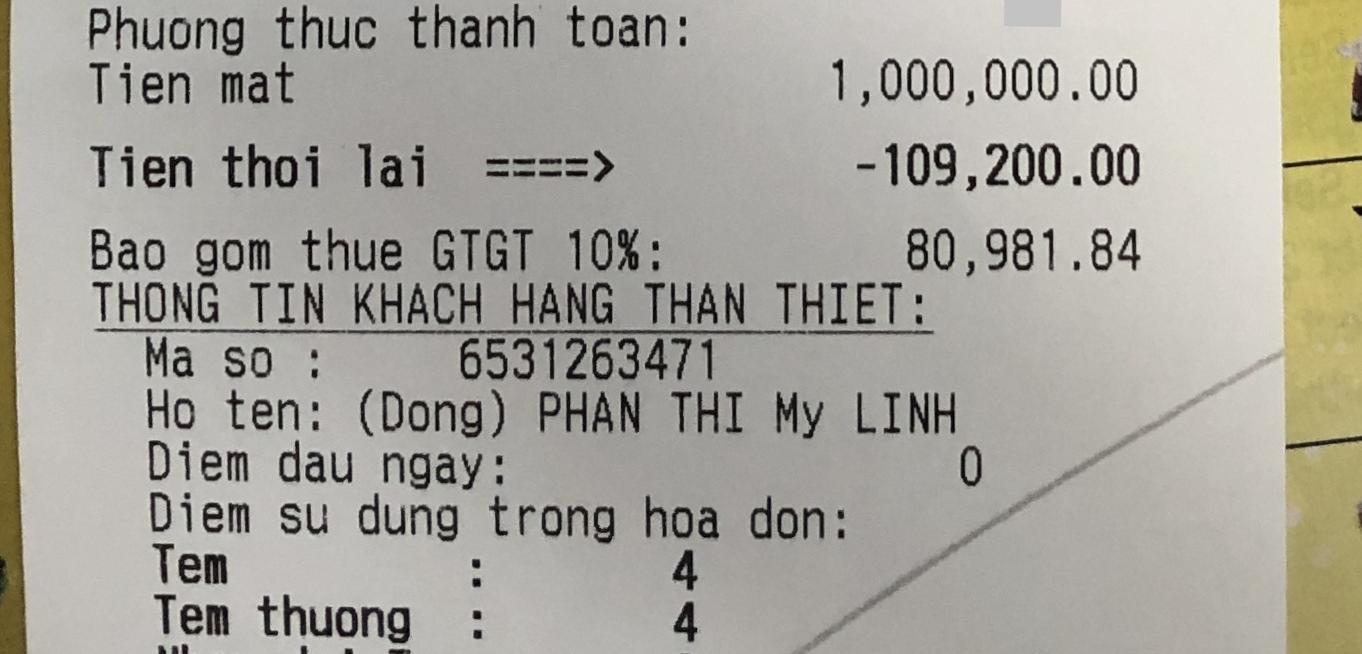 Phuong thuc thanh toan:
Tien mat 1,000,000.00
Tien thoi lai ====> -109,200.00
Bao gom thue GTGT 10%: 80,981.84
THONG TIN KHACH HANG THAN THIET:
Ma so : 6531263471
Ho ten: (Dong) PHAN THI My LINH
Diem dau ngay: 0
Diem su dung trong hoa don:
Tem : 4
Tem thuong : 4